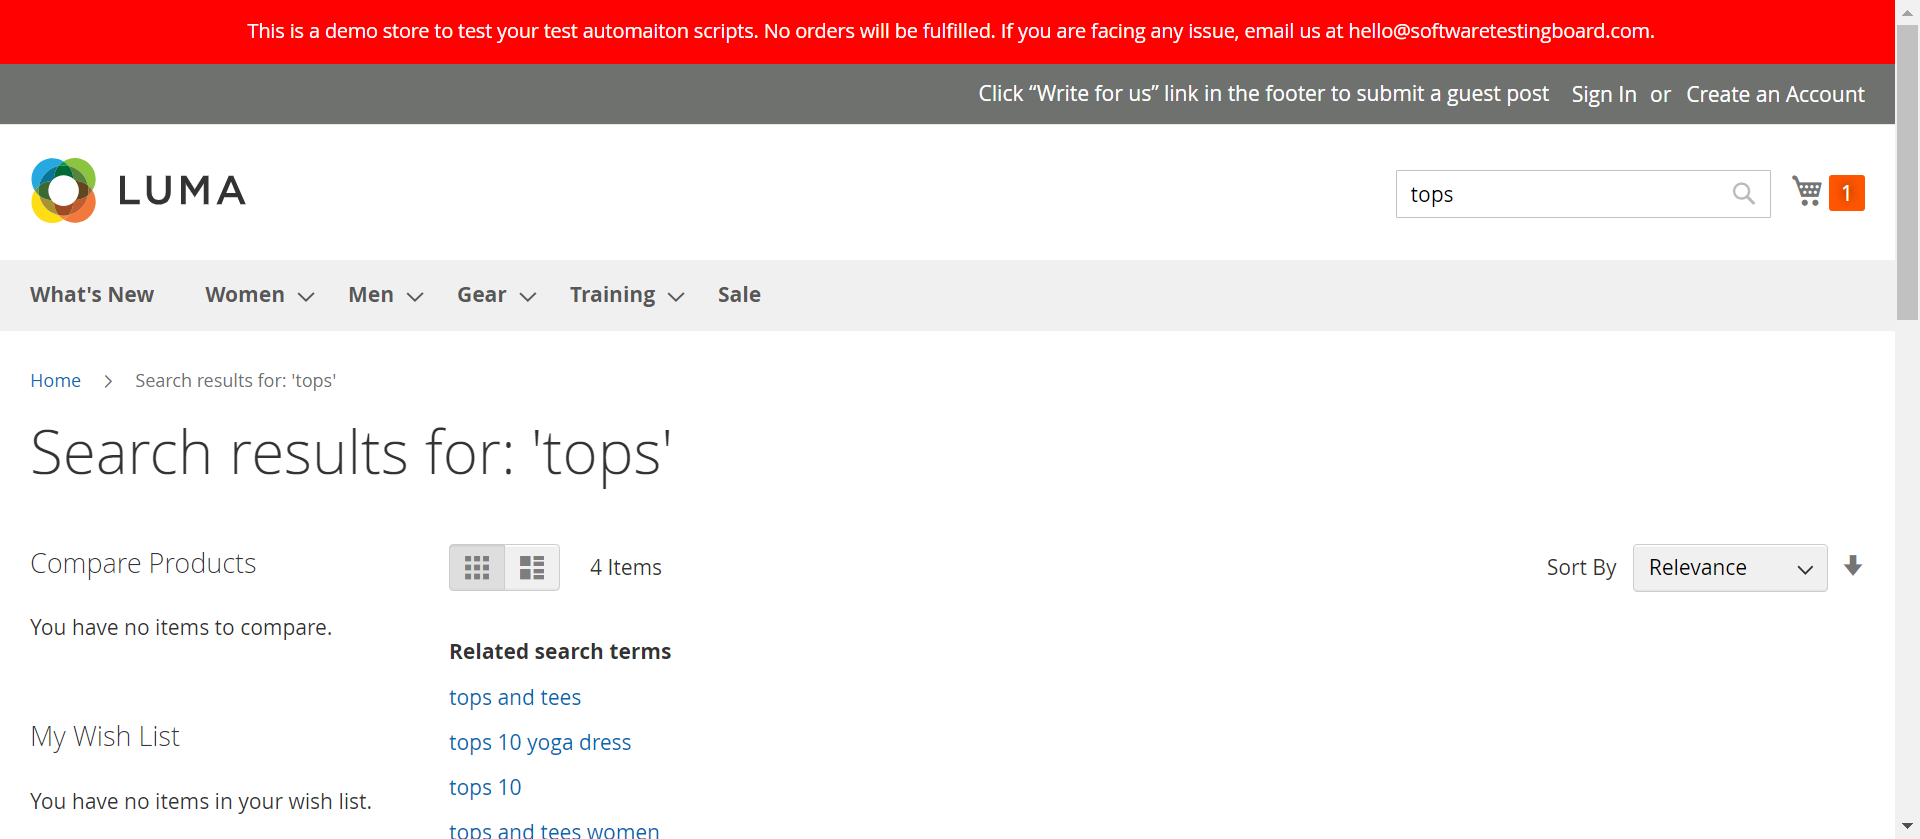 This is a demo store to test your test automaiton scripts. No orders will be fulfilled. If you are facing any issue, email us at hello@softwaretestingboard.com.
Click “Write for us” link in the footer to submit a guest post Sign In or Create an Account
LUMA
tops
1
What's New Women Men Gear Training Sale
Home Search results for: 'tops'
Search results for: 'tops'
Compare Products
You have no items to compare.
My Wish List
You have no items in your wish list.
4 Items
Sort By Relevance
Related search terms
tops and tees
tops 10 yoga dress
tops 10
tops and tees women